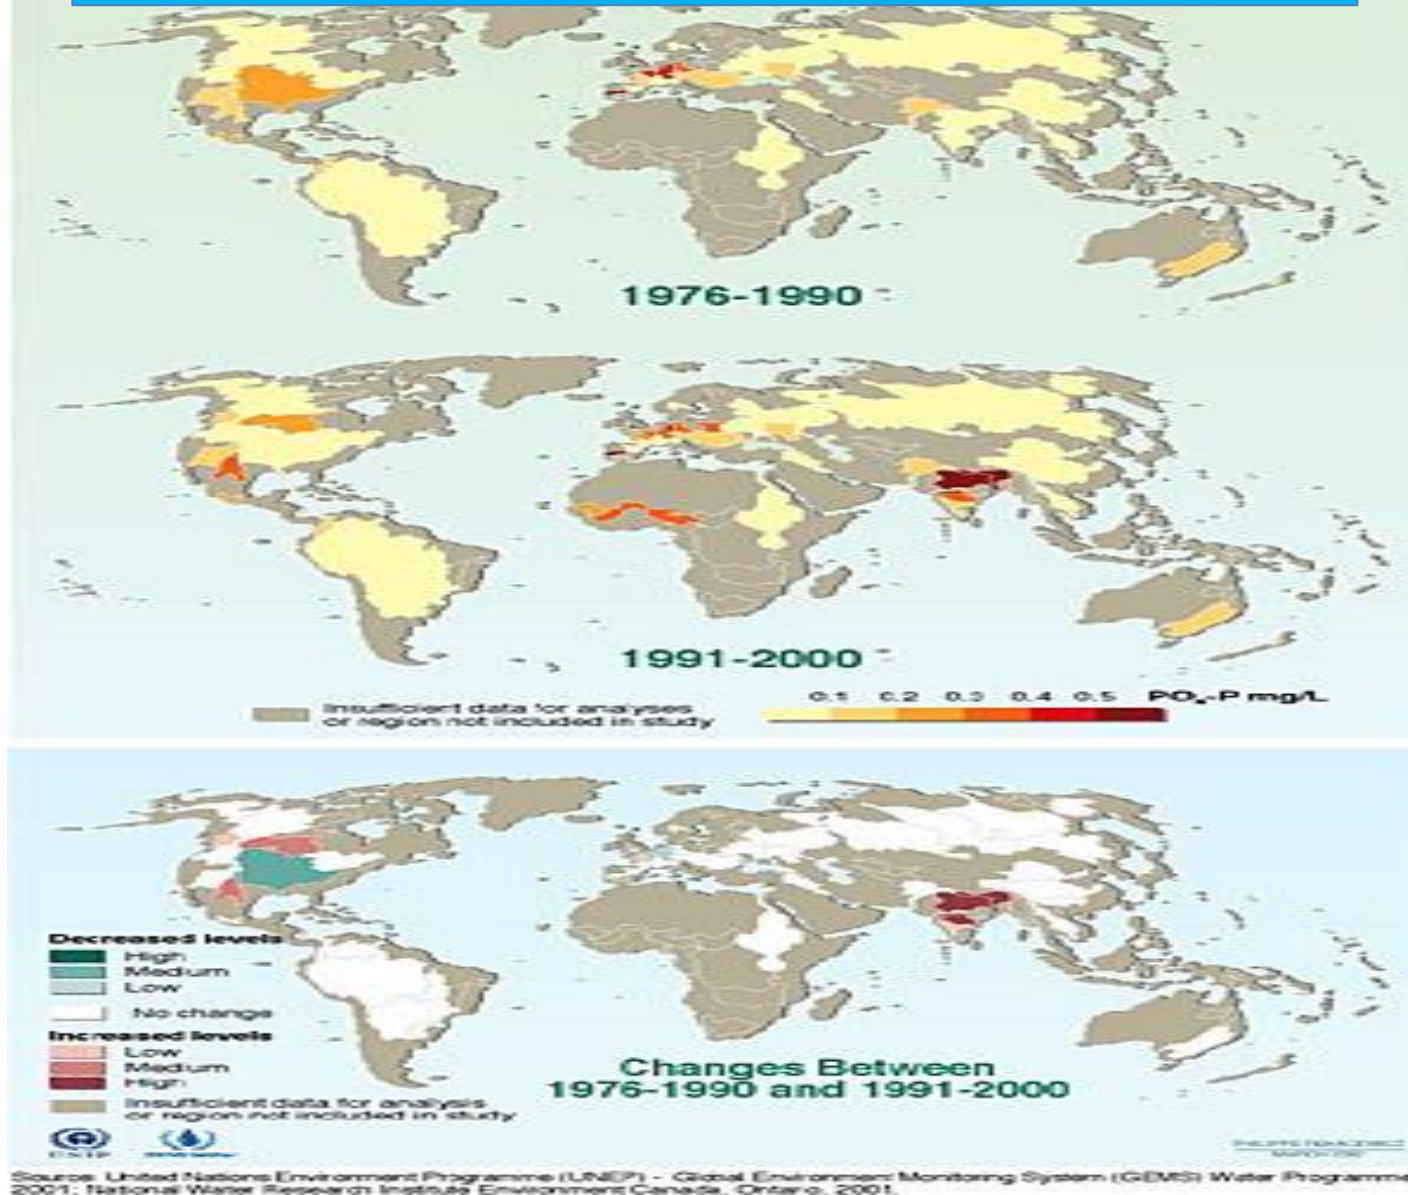 1976-1990
1991-2000
0.1 0.2 0.3 0.4 0.5 PO₄-P mg/L
Insufficient data for analyses
or region not included in study
Decreased levels
High
Medium
Low
No change
Increased levels
Low
Medium
High
Insufficient data for analysis
or region not included in study
Changes Between
1976-1990 and 1991-2000
UNEP
Source: United Nations Environment Programme (UNEP) - Global Environment Monitoring System (GEMS) Water Programme
2001; National Water Research Institute Environment Canada, Ontario, 2001.